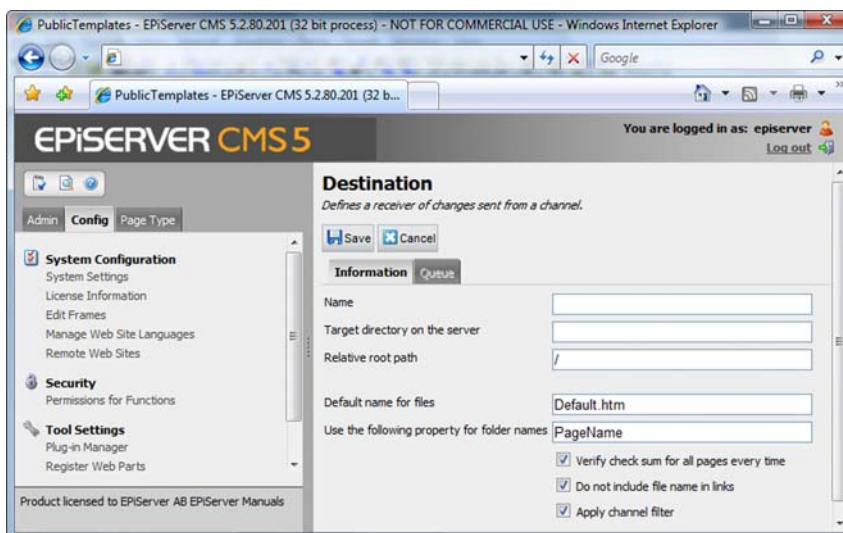 PublicTemplates - EPiServer CMS 5.2.80.201 (32 bit process) - NOT FOR COMMERCIAL USE - Windows Internet Explorer
Google
PublicTemplates - EPiServer CMS 5.2.80.201 (32 b...
EPiSERVER CMS 5
You are logged in as: episerver
Log out
Admin Config Page Type
System Configuration
System Settings
License Information
Edit Frames
Manage Web Site Languages
Remote Web Sites
Security
Permissions for Functions
Tool Settings
Plug-in Manager
Register Web Parts
Product licensed to EPiServer AB EPiServer Manuals
Destination
Defines a receiver of changes sent from a channel.
Save Cancel
Information Queue
Name
Target directory on the server
Relative root path /
Default name for files Default.htm
Use the following property for folder names PageName
Verify check sum for all pages every time
Do not include file name in links
Apply channel filter